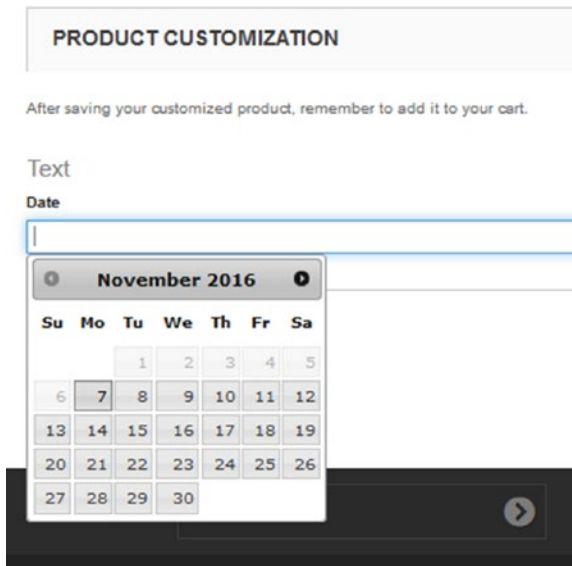 PRODUCT CUSTOMIZATION
After saving your customized product, remember to add it to your cart.
Text
Date
November 2016
Su Mo Tu We Th Fr Sa
1 2 3 4 5
6 7 8 9 10 11 12
13 14 15 16 17 18 19
20 21 22 23 24 25 26
27 28 29 30